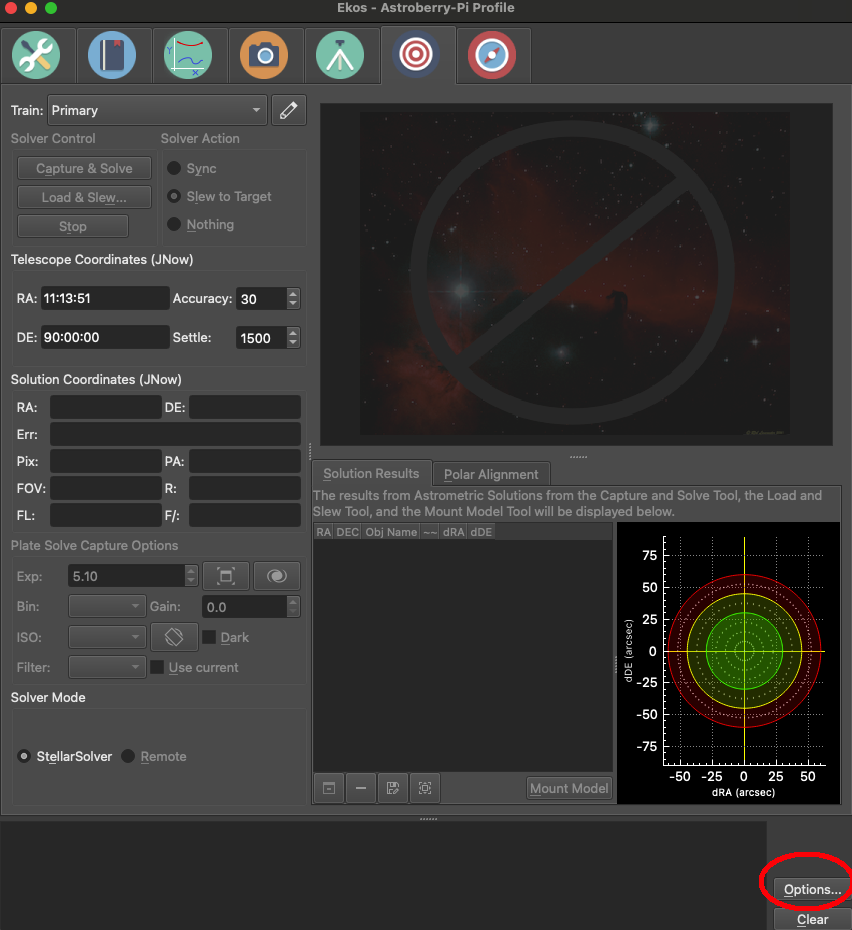 Ekos - Astroberry-Pi Profile
Train: Primary
Solver Control Solver Action
Capture & Solve Sync
Load & Slew... Slew to Target
Stop Nothing
Telescope Coordinates (JNow)
RA: 11:13:51 Accuracy: 30
DE: 90:00:00 Settle: 1500
Solution Coordinates (JNow)
RA: DE:
Err:
Pix: PA:
FOV: R:
FL: F/:
Plate Solve Capture Options
Exp: 5.10
Bin: Gain: 0.0
ISO: Dark
Filter: Use current
Solver Mode
StellarSolver Remote
Solution Results Polar Alignment
The results from Astrometric Solutions from the Capture and Solve Tool, the Load and
Slew Tool, and the Mount Model Tool will be displayed below.
RA DEC Obj Name ~~ dRA dDE
Mount Model
dDE (arcsec)
75
50
25
0
-25
-50
-75
-50 -25 0 25 50
dRA (arcsec)
Options...
Clear